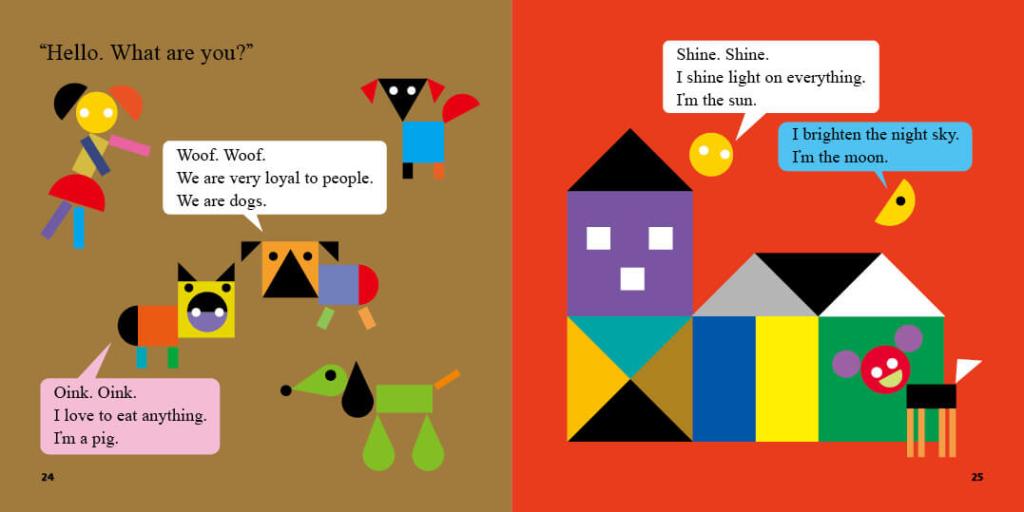 “Hello. What are you?”
Woof. Woof.
We are very loyal to people.
We are dogs.
Oink. Oink.
I love to eat anything.
I'm a pig.
24
Shine. Shine.
I shine light on everything.
I'm the sun.
I brighten the night sky.
I'm the moon.
25